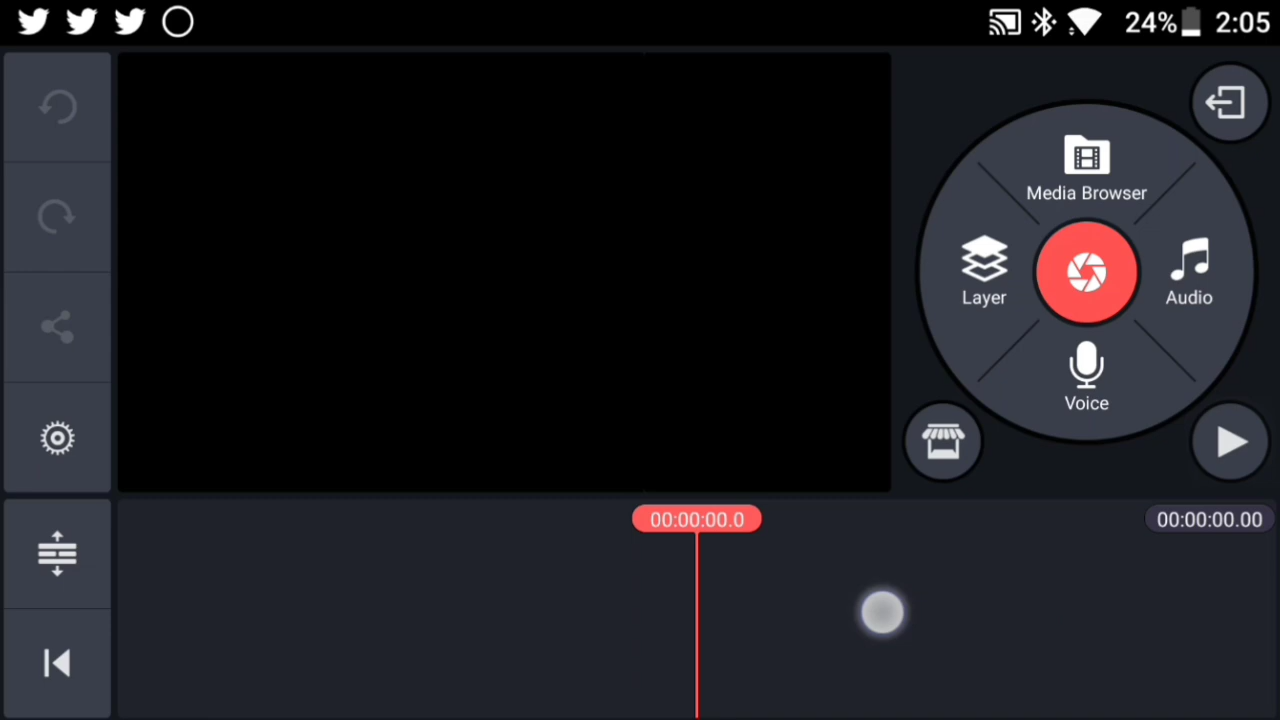 24% 2:05
Media Browser
Layer
Audio
Voice
00:00:00.0
00:00:00.00